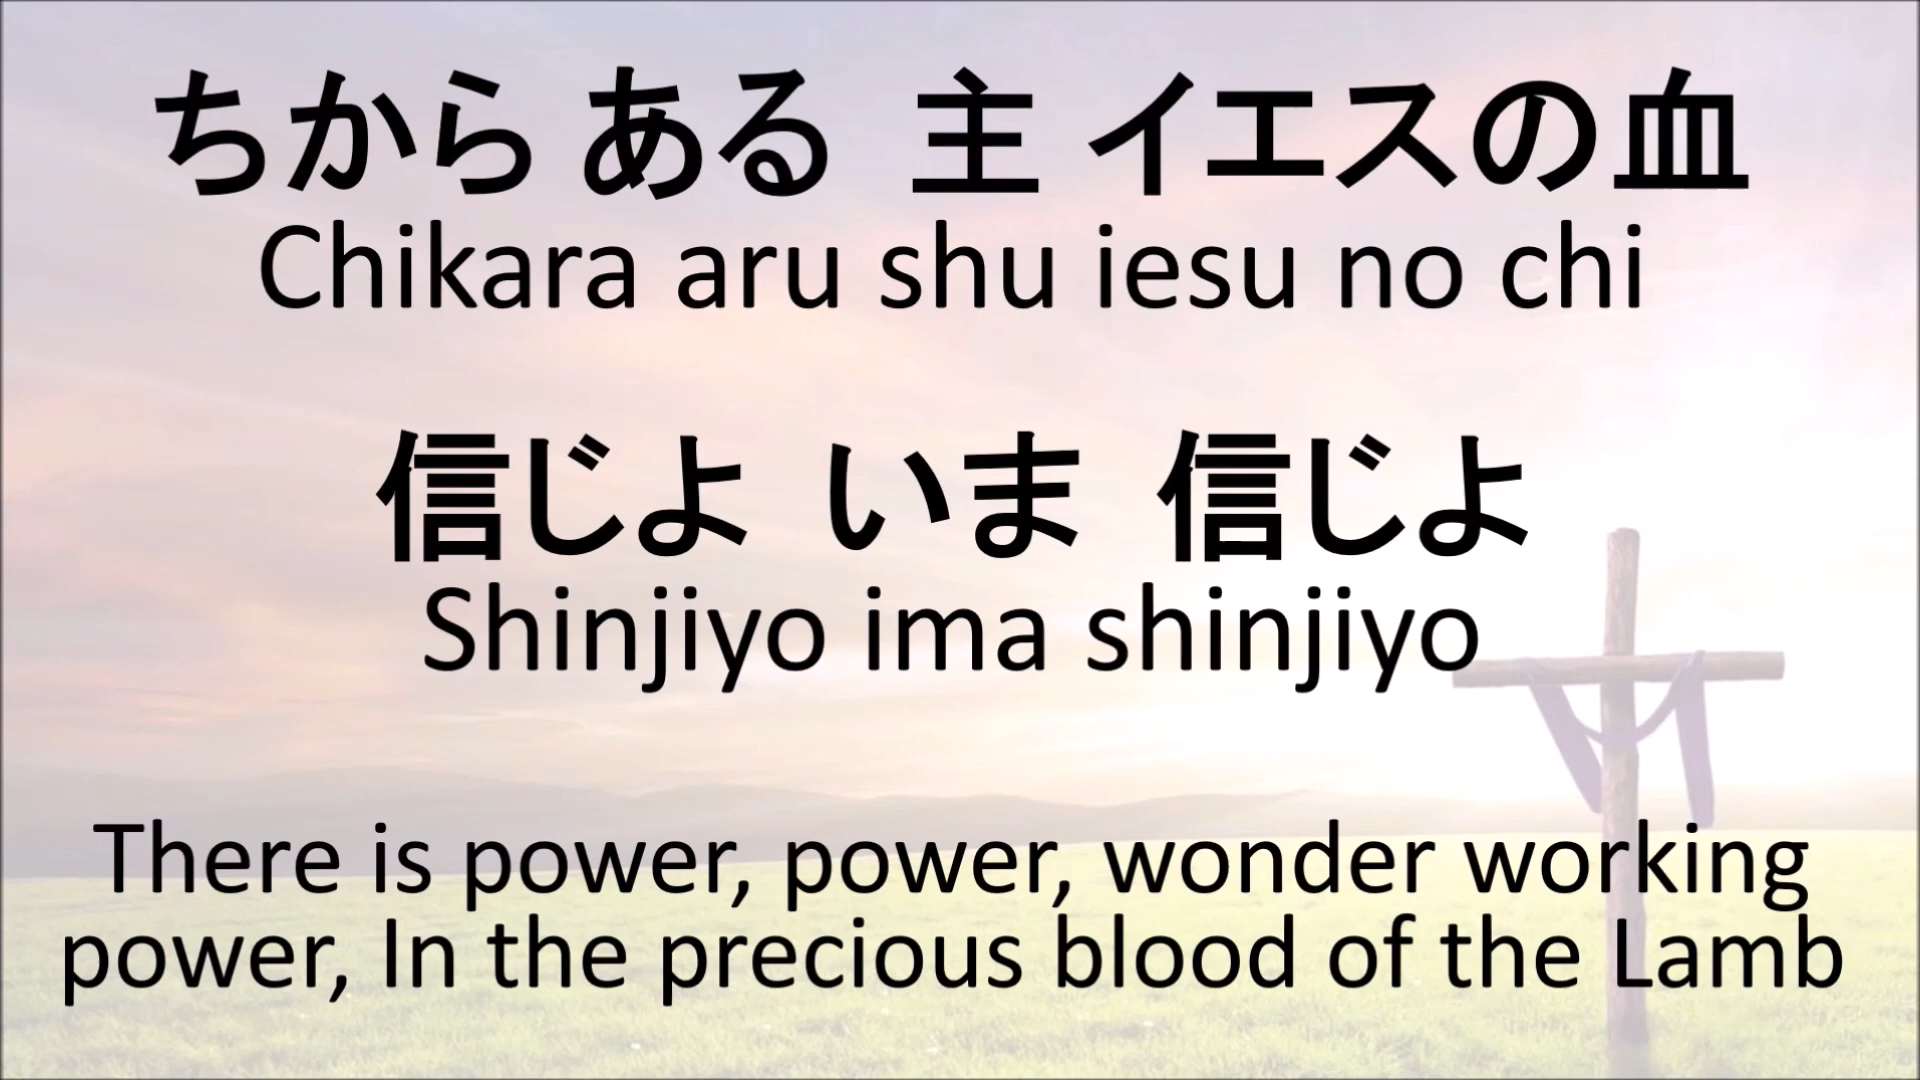 ちから ある 主 イエスの血
Chikara aru shu iesu no chi
信じよ いま 信じよ
Shinjiyo ima shinjiyo
There is power, power, wonder working
power, In the precious blood of the Lamb